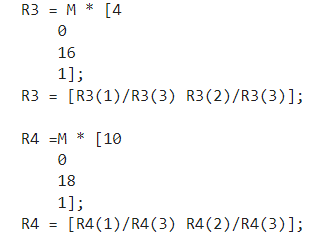 R3 = M * [4
0
16
1];
R3 = [R3(1)/R3(3) R3(2)/R3(3)];
R4 =M * [10
0
18
1];
R4 = [R4(1)/R4(3) R4(2)/R4(3)];